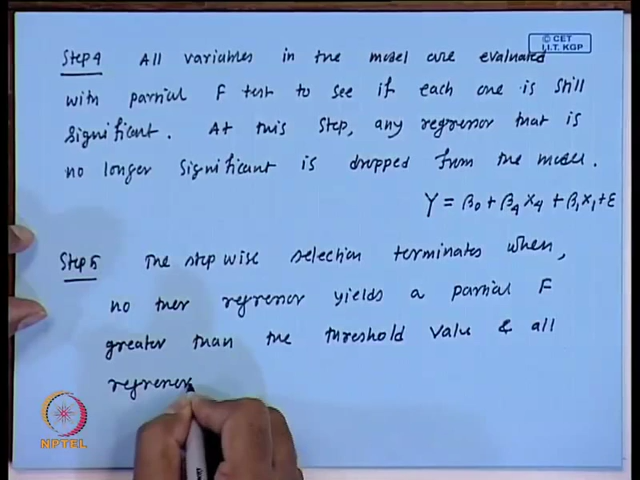 © CET
I.I.T. KGP
Step 4 All variables in the model are evaluated
with partial F test to see if each one is still
significant. At this step, any regressor that is
no longer significant is dropped from the model.
Y = β₀ + β₄ X₄ + β₁ X₁ + ε
Step 5 The stepwise selection terminates when,
no other regressor yields a partial F
greater than the threshold value & all
regressor
NPTEL